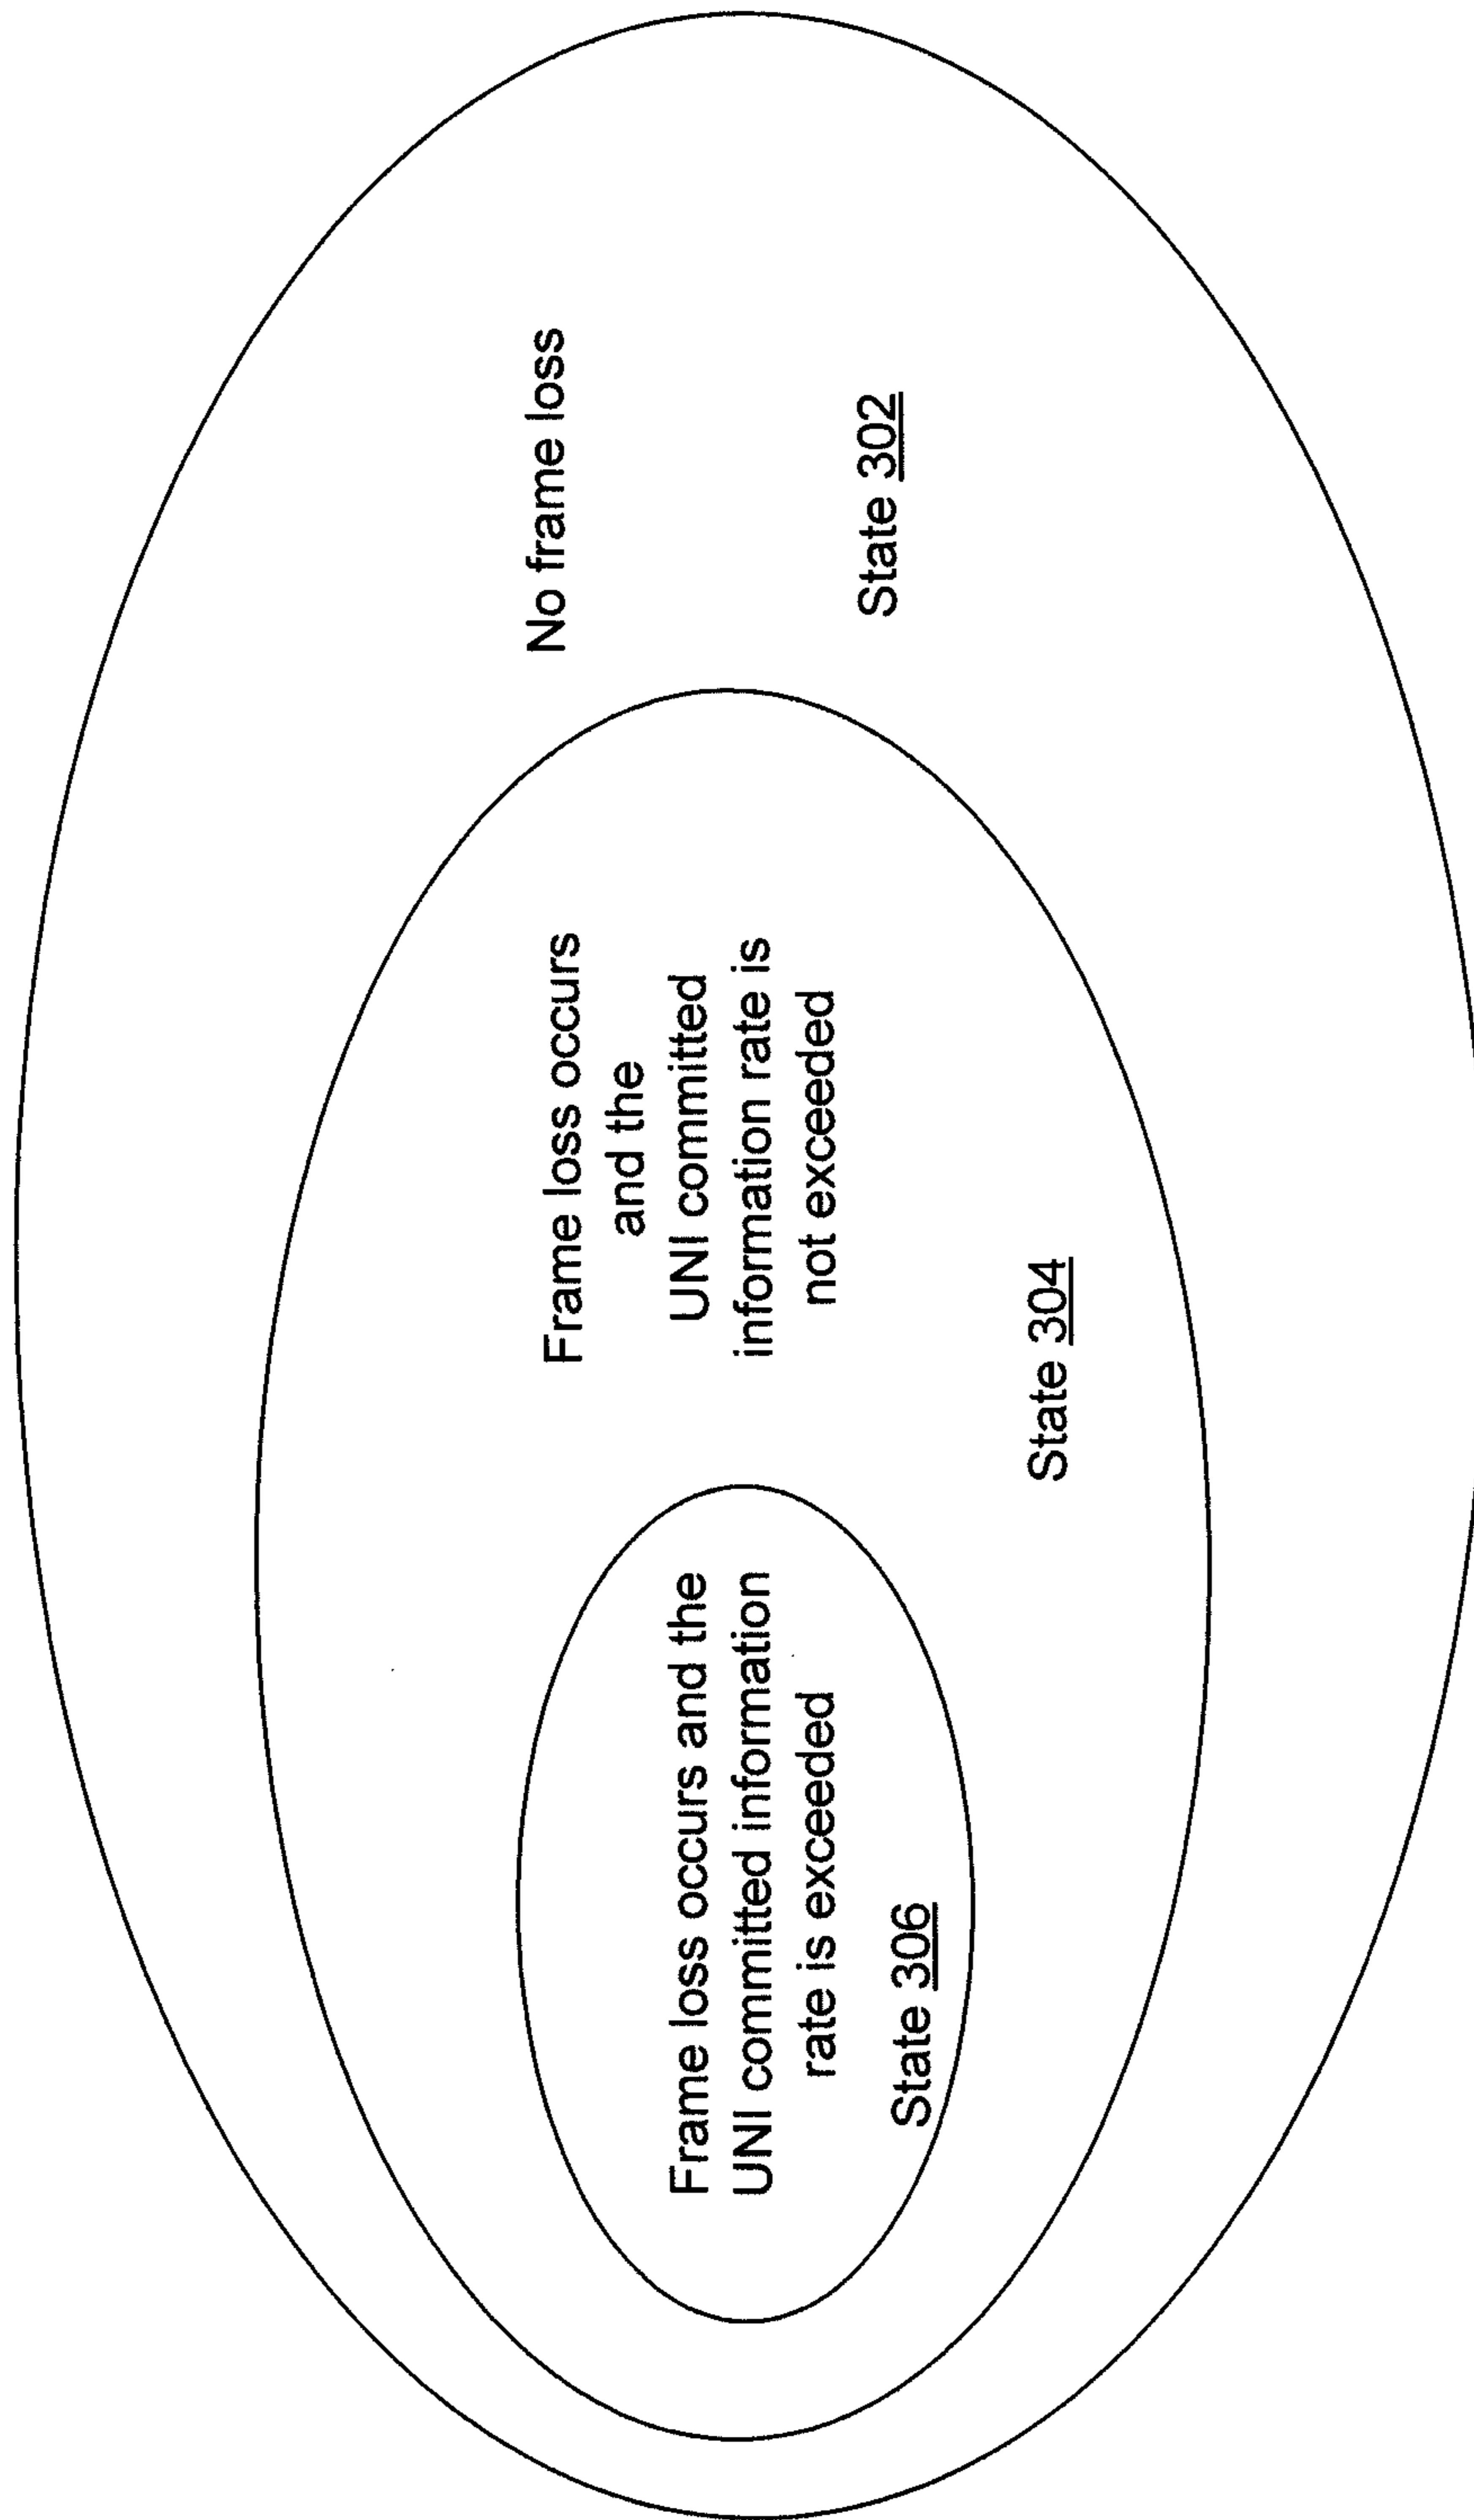 Frame loss occurs and the
UNI committed information
rate is exceeded
State 306
Frame loss occurs
and the
UNI committed
information rate is
not exceeded
State 304
No frame loss
State 302